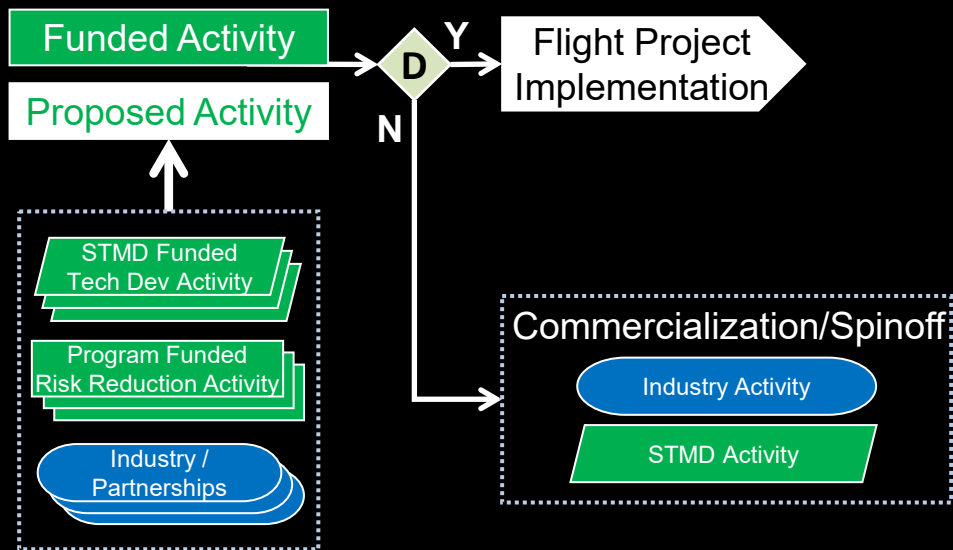 Funded Activity
D
Y
Flight Project
Implementation
Proposed Activity
N
STMD Funded
Tech Dev Activity
Program Funded
Risk Reduction Activity
Industry /
Partnerships
Commercialization/Spinoff
Industry Activity
STMD Activity